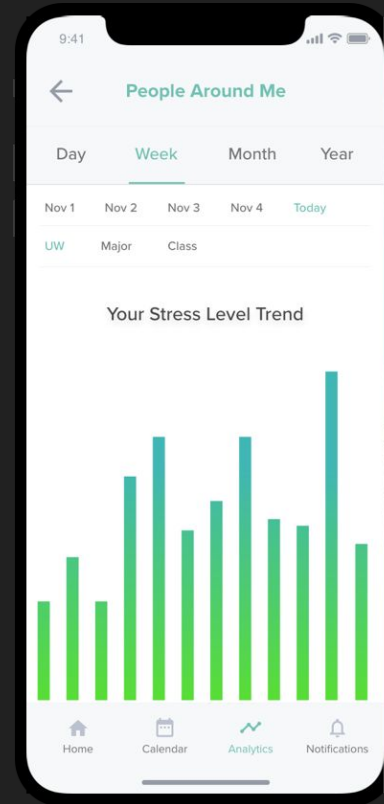 9:41
People Around Me
Day Week Month Year
Nov 1 Nov 2 Nov 3 Nov 4 Today
UW Major Class
Your Stress Level Trend
Home Calendar Analytics Notifications